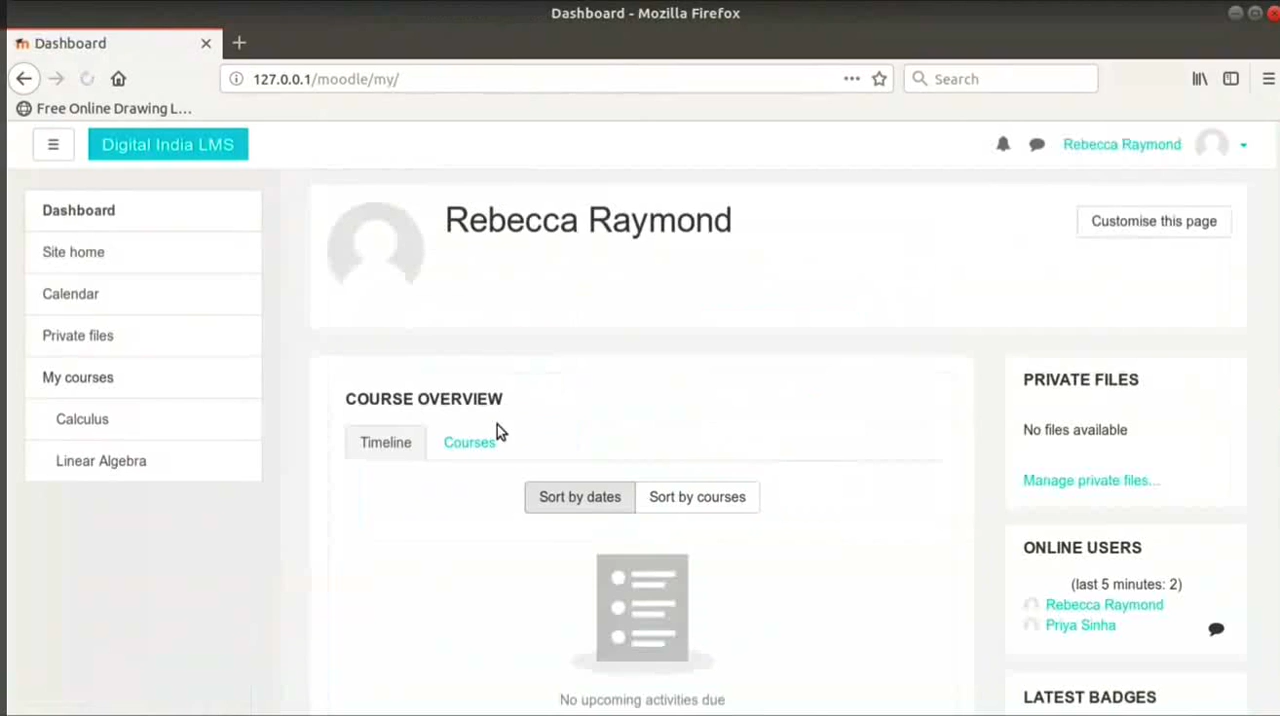 Dashboard - Mozilla Firefox
Dashboard
127.0.0.1/moodle/my/
Search
Free Online Drawing L...
Digital India LMS
Rebecca Raymond
Dashboard
Site home
Calendar
Private files
My courses
Calculus
Linear Algebra
Rebecca Raymond
Customise this page
COURSE OVERVIEW
Timeline
Courses
Sort by dates
Sort by courses
No upcoming activities due
PRIVATE FILES
No files available
Manage private files...
ONLINE USERS
(last 5 minutes: 2)
Rebecca Raymond
Priya Sinha
LATEST BADGES